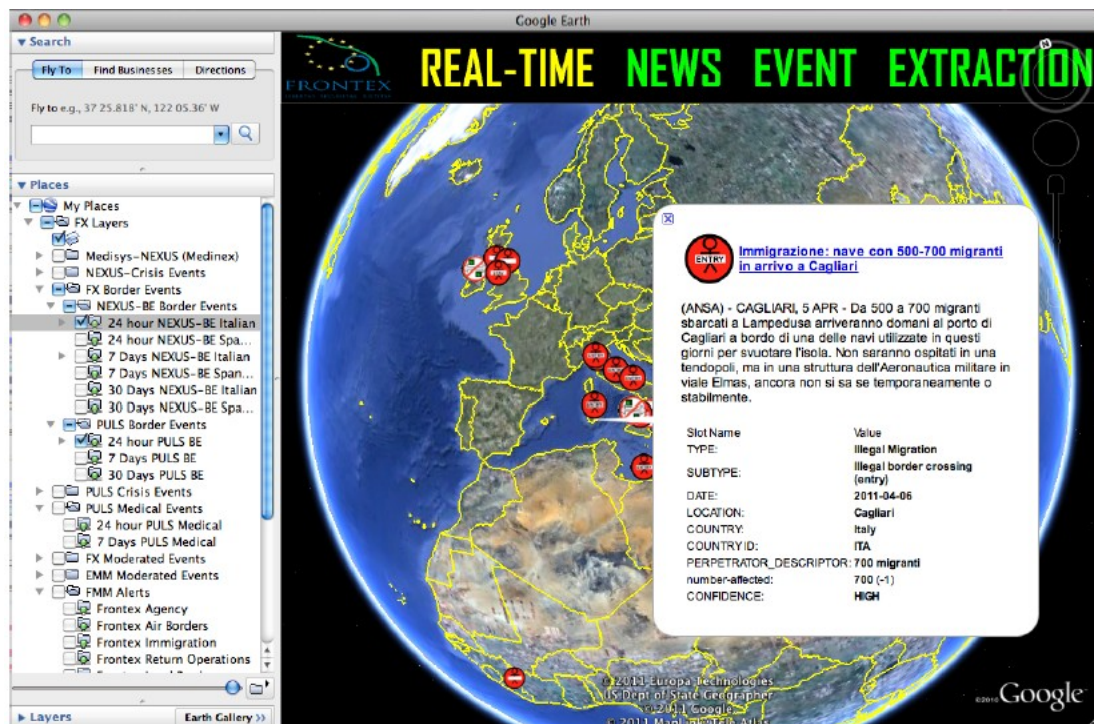 Google Earth
Search
Fly To
Find Businesses
Directions
Fly to e.g., 37 25.818' N, 122 05.36' W
Places
My Places
FX Layers
Medisys-NEXUS (Medinex)
NEXUS-Crisis Events
FX Border Events
NEXUS-BE Border Events
24 hour NEXUS-BE Italian
24 hour NEXUS-BE Spa...
7 Days NEXUS-BE Italian
7 Days NEXUS-BE Span...
30 Days NEXUS-BE Italian
30 Days NEXUS-BE Spa...
PULS Border Events
24 hour PULS BE
7 Days PULS BE
30 Days PULS BE
PULS Crisis Events
PULS Medical Events
24 hour PULS Medical
7 Days PULS Medical
FX Moderated Events
EMM Moderated Events
FMM Alerts
Frontex Agency
Frontex Air Borders
Frontex Immigration
Frontex Return Operations
Layers
Earth Gallery >>
FRONTEX
REAL-TIME NEWS EVENT EXTRACTION
N
ENTRY
Immigrazione: nave con 500-700 migranti
in arrivo a Cagliari
(ANSA) - CAGLIARI, 5 APR - Da 500 a 700 migranti
sbarcati a Lampedusa arriveranno domani al porto di
Cagliari a bordo di una delle navi utilizzate in questi
giorni per svuotare l'isola. Non saranno ospitati in una
tendopoli, ma in una struttura dell'Aeronautica militare in
viale Elmas, ancora non si sa se temporaneamente o
stabilmente.
Slot Name Value
TYPE: Illegal Migration
SUBTYPE: Illegal border crossing
(entry)
DATE: 2011-04-06
LOCATION: Cagliari
COUNTRY: Italy
COUNTRYID: ITA
PERPETRATOR_DESCRIPTOR: 700 migranti
number-affected: 700 (-1)
CONFIDENCE: HIGH
© 2011 Europa Technologies
US Dept of State Geographer
© 2011 Google
© 2011 MapLink/Tele Atlas
©2010 Google